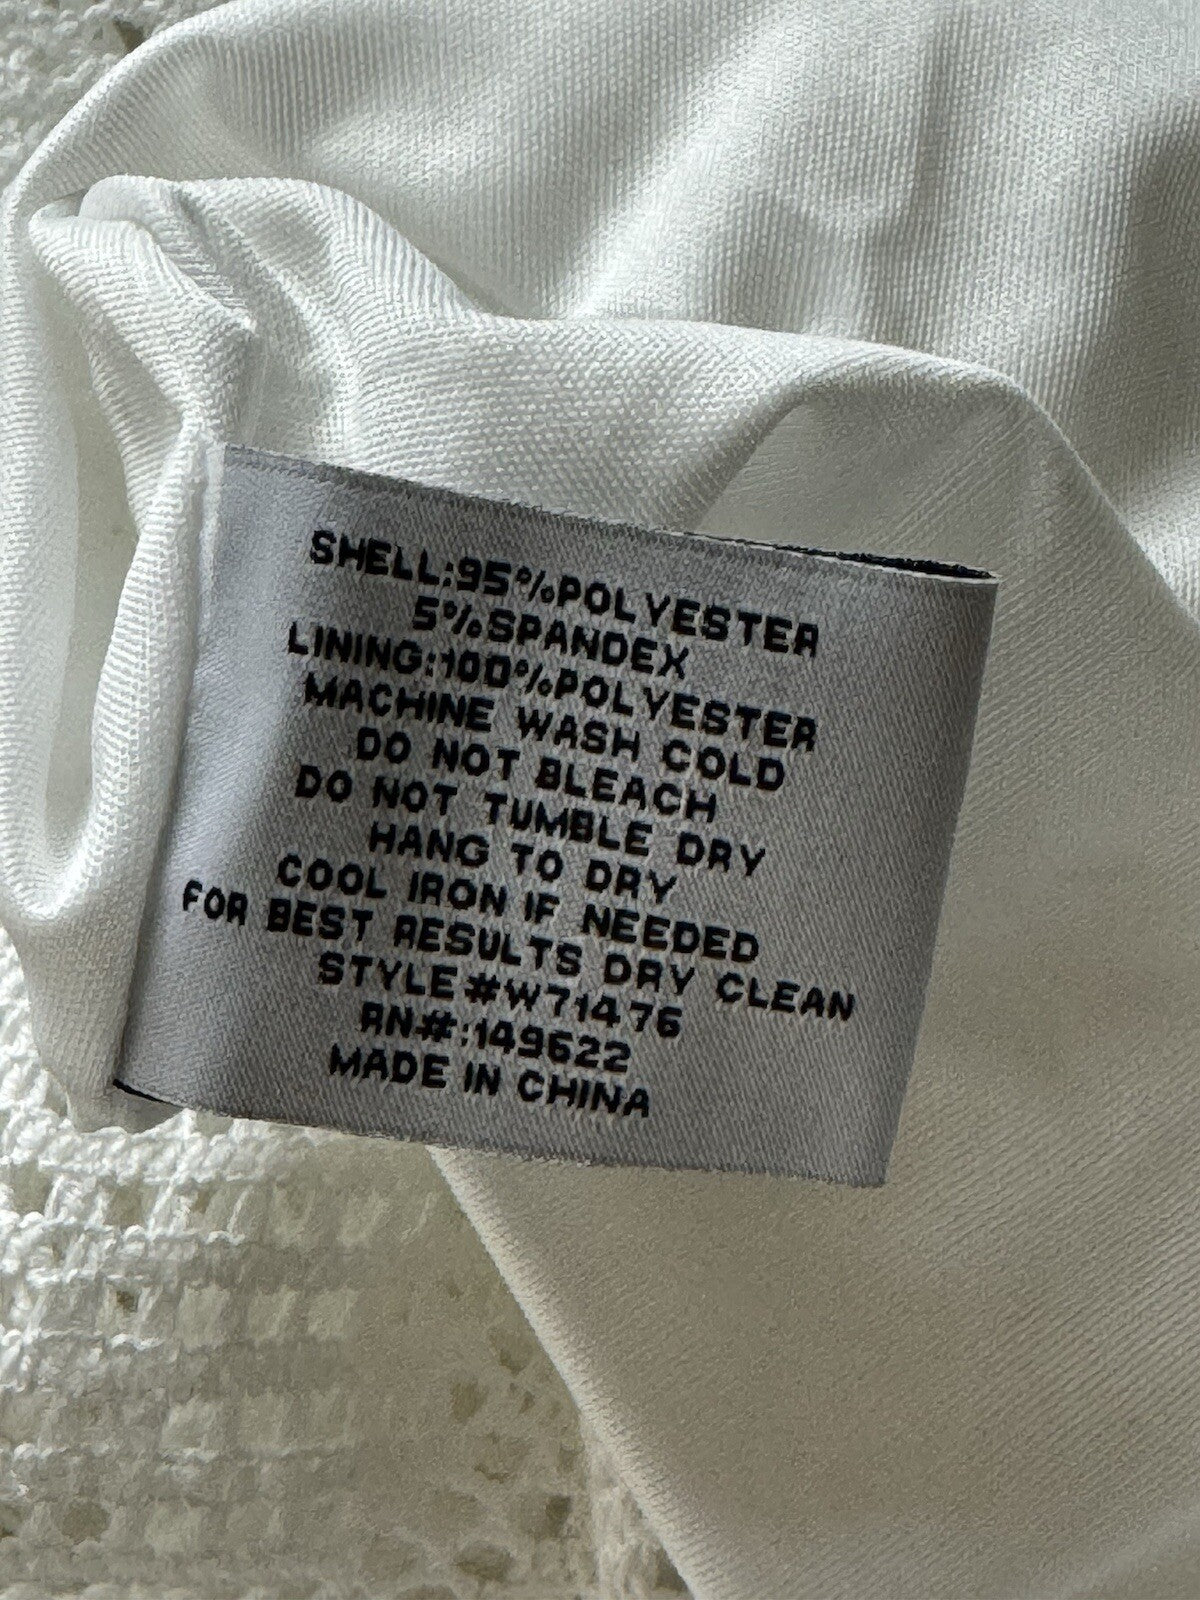 SHELL:95%POLYESTER
5%SPANDEX
LINING:100%POLYESTER
MACHINE WASH COLD
DO NOT BLEACH
DO NOT TUMBLE DRY
HANG TO DRY
COOL IRON IF NEEDED
FOR BEST RESULTS DRY CLEAN
STYLE#W71476
RN#:149622
MADE IN CHINA